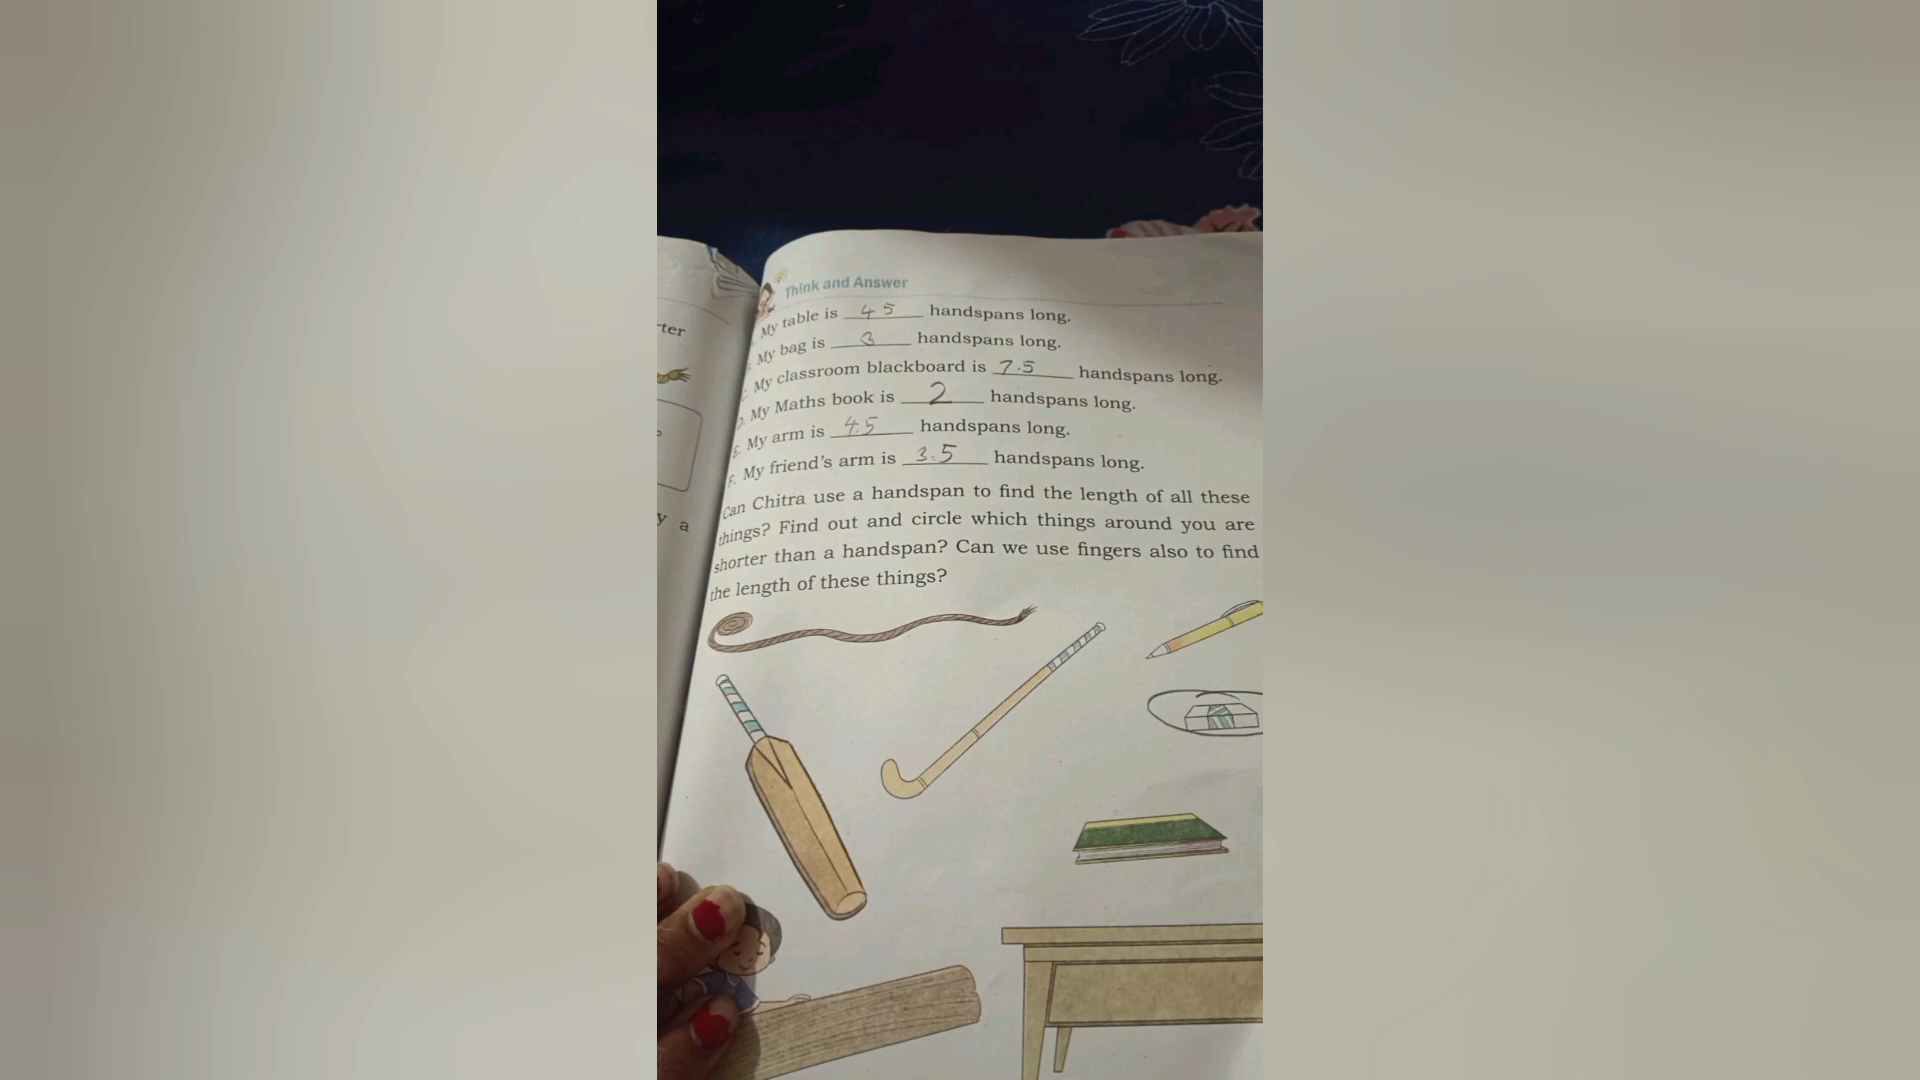 Think and Answer
My table is 4 5 handspans long.
My bag is 3 handspans long.
C. My classroom blackboard is 7.5 handspans long.
D. My Maths book is 2 handspans long.
E. My arm is 4.5 handspans long.
F. My friend's arm is 3.5 handspans long.
Can Chitra use a handspan to find the length of all these
things? Find out and circle which things around you are
shorter than a handspan? Can we use fingers also to find
the length of these things?